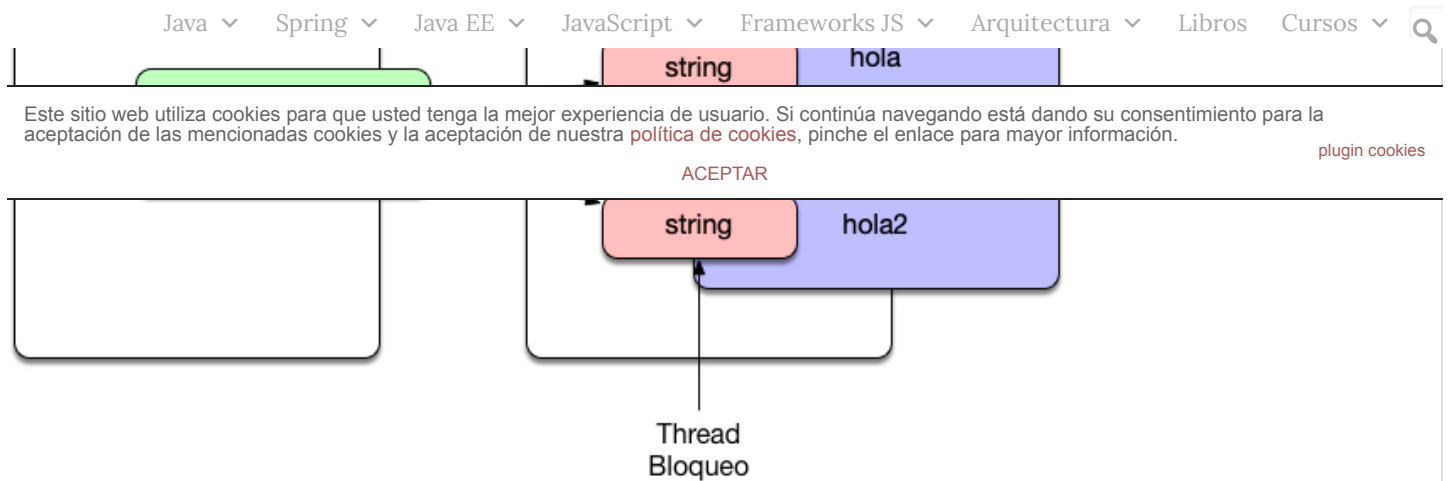 Java Spring Java EE JavaScript Frameworks JS Arquitectura Libros Cursos
string hola
Este sitio web utiliza cookies para que usted tenga la mejor experiencia de usuario. Si continúa navegando está dando su consentimiento para la
aceptación de las mencionadas cookies y la aceptación de nuestra política de cookies, pinche el enlace para mayor información.
plugin cookies
ACEPTAR
string hola2
Thread
Bloqueo